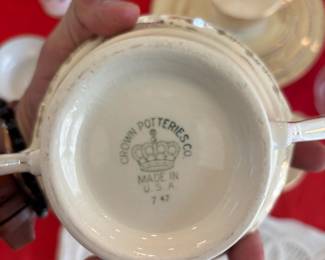 CROWN POTTERIES CO.
MADE IN
U.S.A
7 47